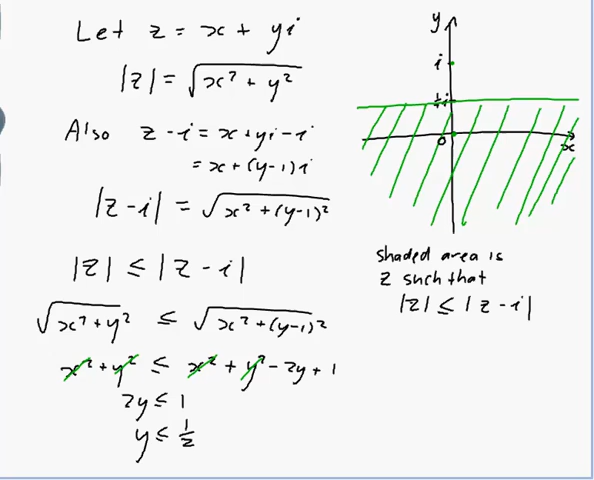 Let z = x + yi
|z| = √(x² + y²)
Also z - i = x + yi - i
= x + (y-1)i
|z - i| = √(x² + (y-1)²)
|z| ≤ |z - i|
√(x² + y²) ≤ √(x² + (y-1)²)
x² + y² ≤ x² + y² - 2y + 1
2y ≤ 1
y ≤ 1/2
y
i
½i
0
x
shaded area is
z such that
|z| ≤ |z - i|